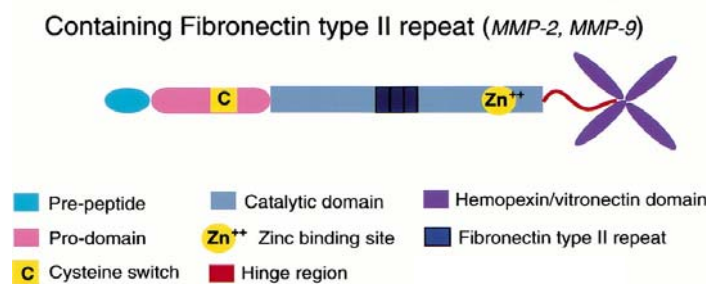 Containing Fibronectin type II repeat (MMP-2, MMP-9)
C
Zn++
Pre-peptide
Catalytic domain
Hemopexin/vitronectin domain
Pro-domain
Zn++ Zinc binding site
Fibronectin type II repeat
C Cysteine switch
Hinge region